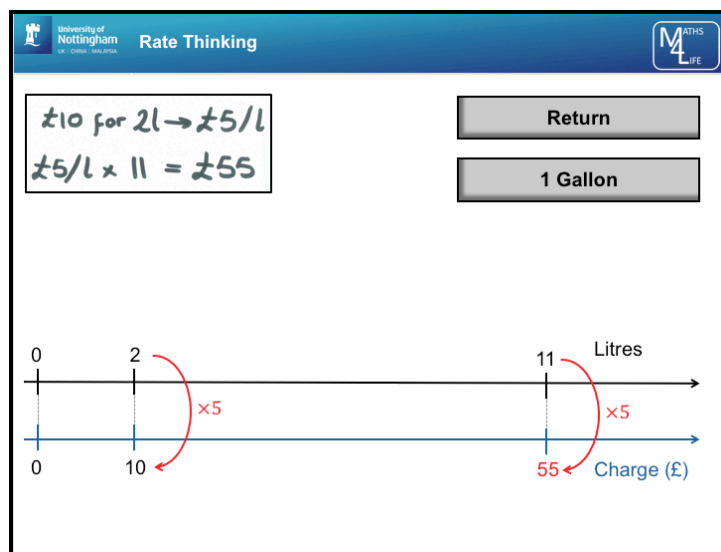 University of
Nottingham
UK | CHINA | MALAYSIA
Rate Thinking
MATHS
4
LIFE
£10 for 2l → £5/l
£5/l × 11 = £55
Return
1 Gallon
0 2 11 Litres
×5 ×5
0 10 55 Charge (£)